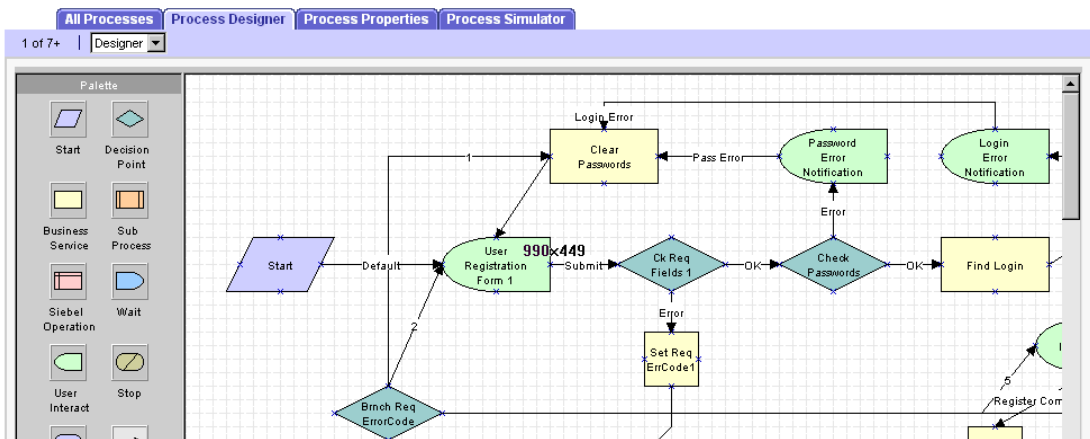 All Processes
Process Designer
Process Properties
Process Simulator
1 of 7+
Designer
Palette
Start
Decision
Point
Business
Service
Sub
Process
Siebel
Operation
Wait
User
Interact
Stop
Login Error
Clear
Passwords
Pass Error
Password
Error
Notification
Login
Error
Notification
1
Error
Start
Default
User
Registration
Form 1
990×449
Submit
Ck Req
Fields 1
OK
Check
Passwords
OK
Find Login
2
Error
Set Req
ErrCode1
5
Register Com
Brnch Req
ErrorCode